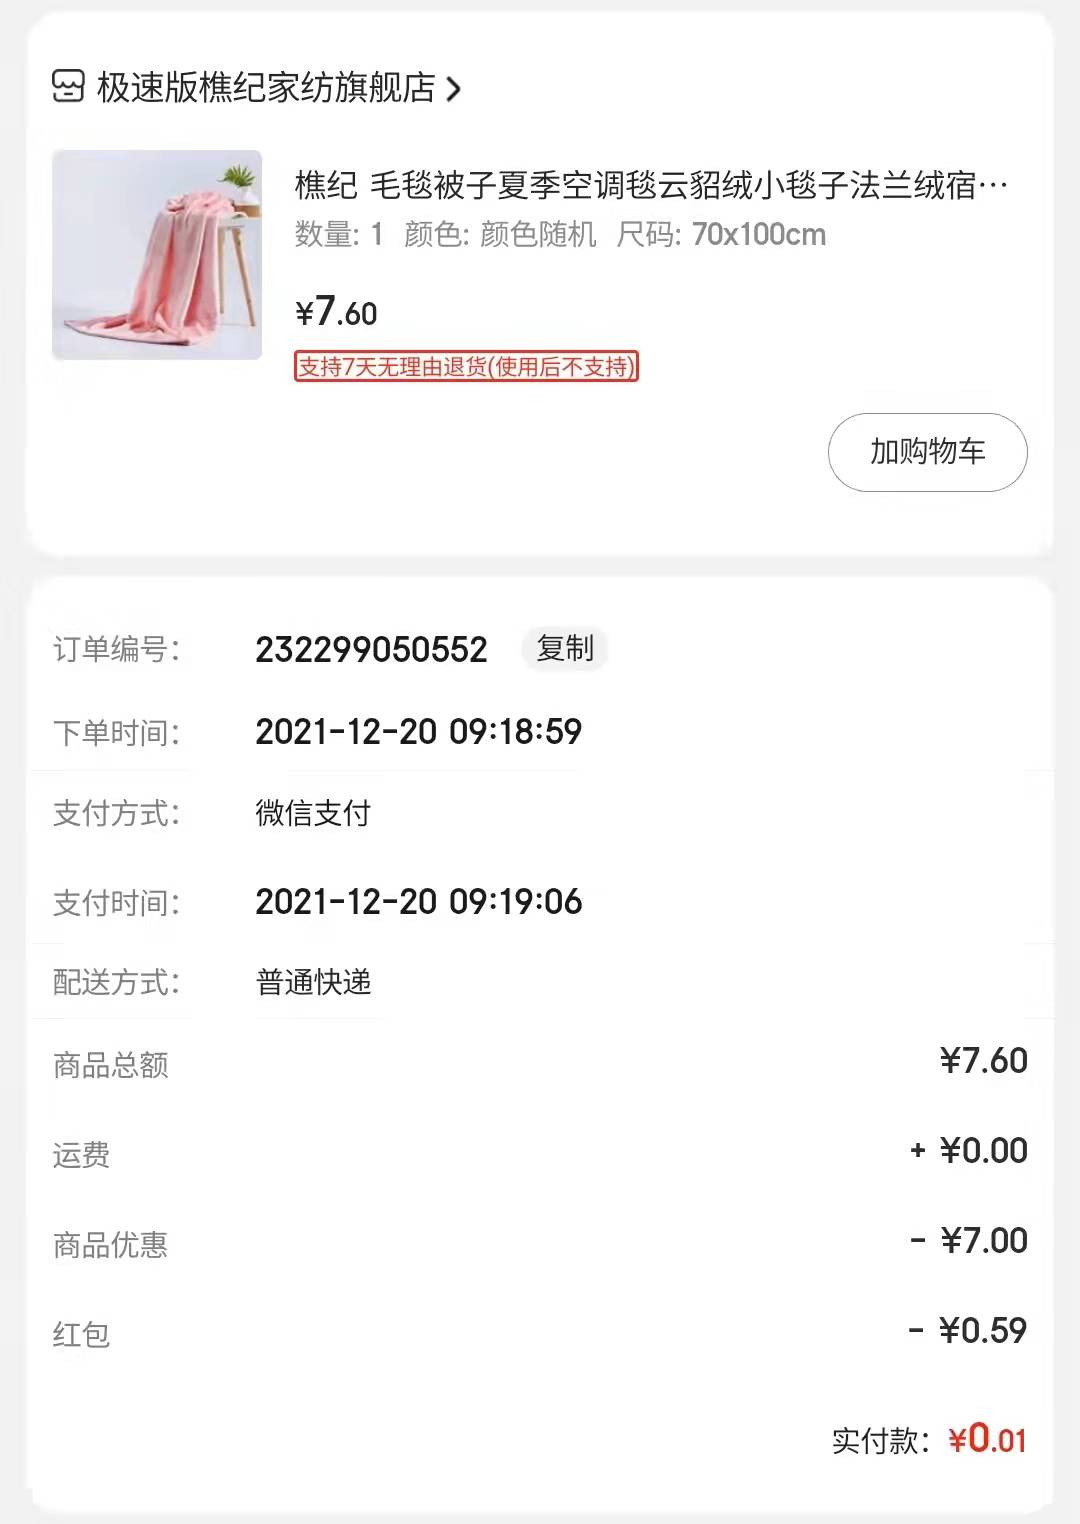 极速版樵纪家纺旗舰店
樵纪 毛毯被子夏季空调毯云貂绒小毯子法兰绒宿…
数量: 1 颜色: 颜色随机 尺码: 70x100cm
¥7.60
支持7天无理由退货(使用后不支持)
加购物车
订单编号: 232299050552 复制
下单时间: 2021-12-20 09:18:59
支付方式: 微信支付
支付时间: 2021-12-20 09:19:06
配送方式: 普通快递
商品总额 ¥7.60
运费 + ¥0.00
商品优惠 - ¥7.00
红包 - ¥0.59
实付款: ¥0.01